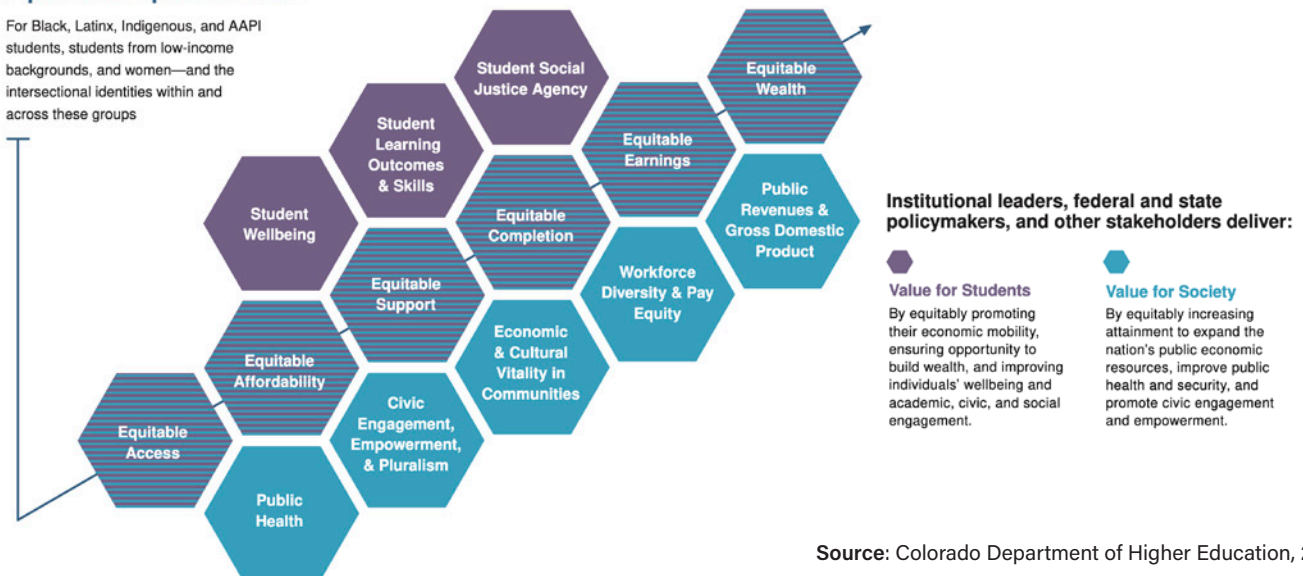 For Black, Latinx, Indigenous, and AAPI
students, students from low-income
backgrounds, and women—and the
intersectional identities within and
across these groups
Student Social
Justice Agency
Equitable
Wealth
Student
Learning
Outcomes
& Skills
Equitable
Earnings
Student
Wellbeing
Equitable
Completion
Public
Revenues &
Gross Domestic
Product
Equitable
Support
Workforce
Diversity & Pay
Equity
Equitable
Affordability
Economic
& Cultural
Vitality in
Communities
Equitable
Access
Civic
Engagement,
Empowerment,
& Pluralism
Public
Health
Institutional leaders, federal and state
policymakers, and other stakeholders deliver:
Value for Students
By equitably promoting
their economic mobility,
ensuring opportunity to
build wealth, and improving
individuals' wellbeing and
academic, civic, and social
engagement.
Value for Society
By equitably increasing
attainment to expand the
nation's public economic
resources, improve public
health and security, and
promote civic engagement
and empowerment.
Source: Colorado Department of Higher Education,